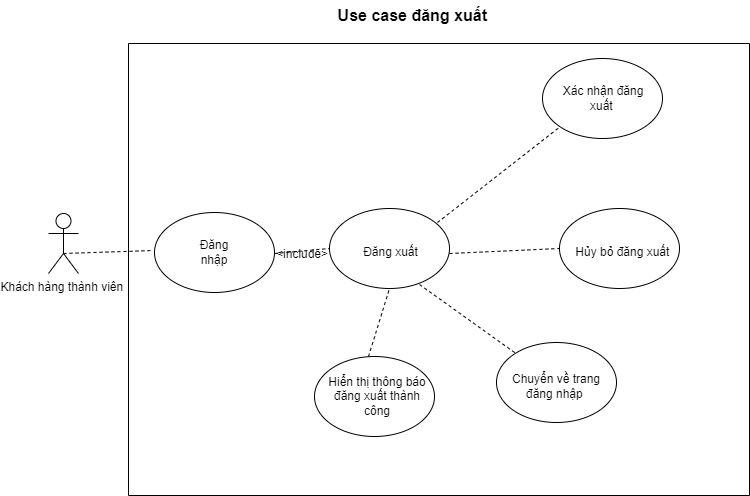 Use case đăng xuất
Xác nhận đăng
xuất
Đăng
nhập
<include>
Đăng xuất
Hủy bỏ đăng xuất
Khách hàng thành viên
Hiển thị thông báo
đăng xuất thành
công
Chuyển về trang
đăng nhập